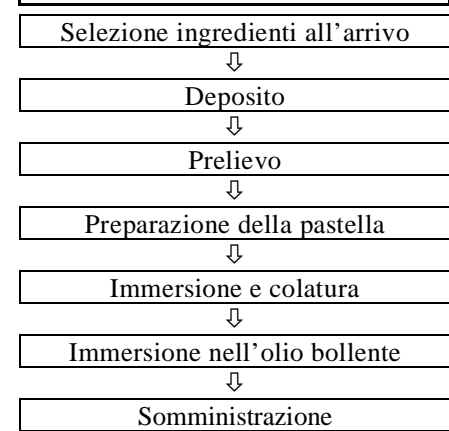 Selezione ingredienti all'arrivo
⇩
Deposito
⇩
Prelievo
⇩
Preparazione della pastella
⇩
Immersione e colatura
⇩
Immersione nell'olio bollente
⇩
Somministrazione